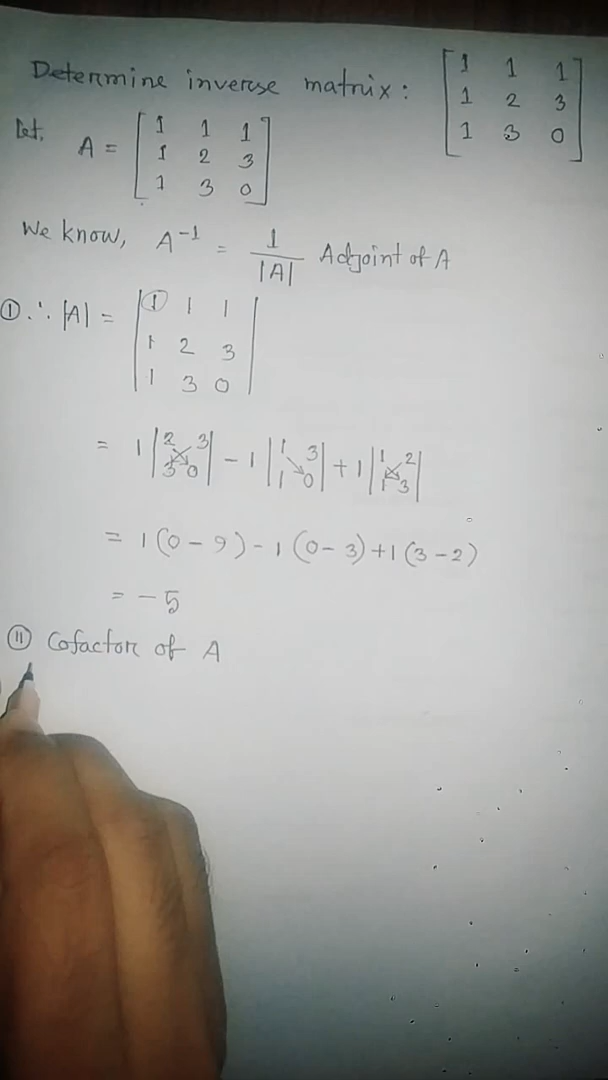 Determine inverse matrix: [1 1 1
1 2 3
1 3 0]
Let, A = [1 1 1
1 2 3
1 3 0]
We know, A⁻¹ = 1/|A| Adjoint of A
① ∴ |A| = |1 1 1
1 2 3
1 3 0|
= 1 |2 3
3 0| - 1 |1 3
1 0| + 1 |1 2
1 3|
= 1(0-9)-1(0-3)+1(3-2)
= -5
⑪ Cofactor of A